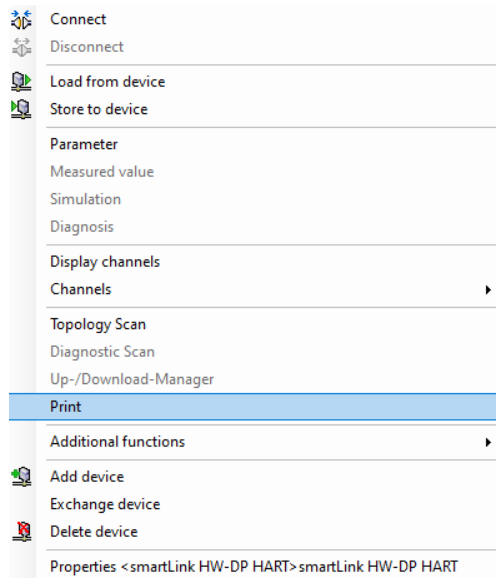 Connect
Disconnect
Load from device
Store to device
Parameter
Measured value
Simulation
Diagnosis
Display channels
Channels
Topology Scan
Diagnostic Scan
Up-/Download-Manager
Print
Additional functions
Add device
Exchange device
Delete device
Properties <smartLink HW-DP HART>smartLink HW-DP HART